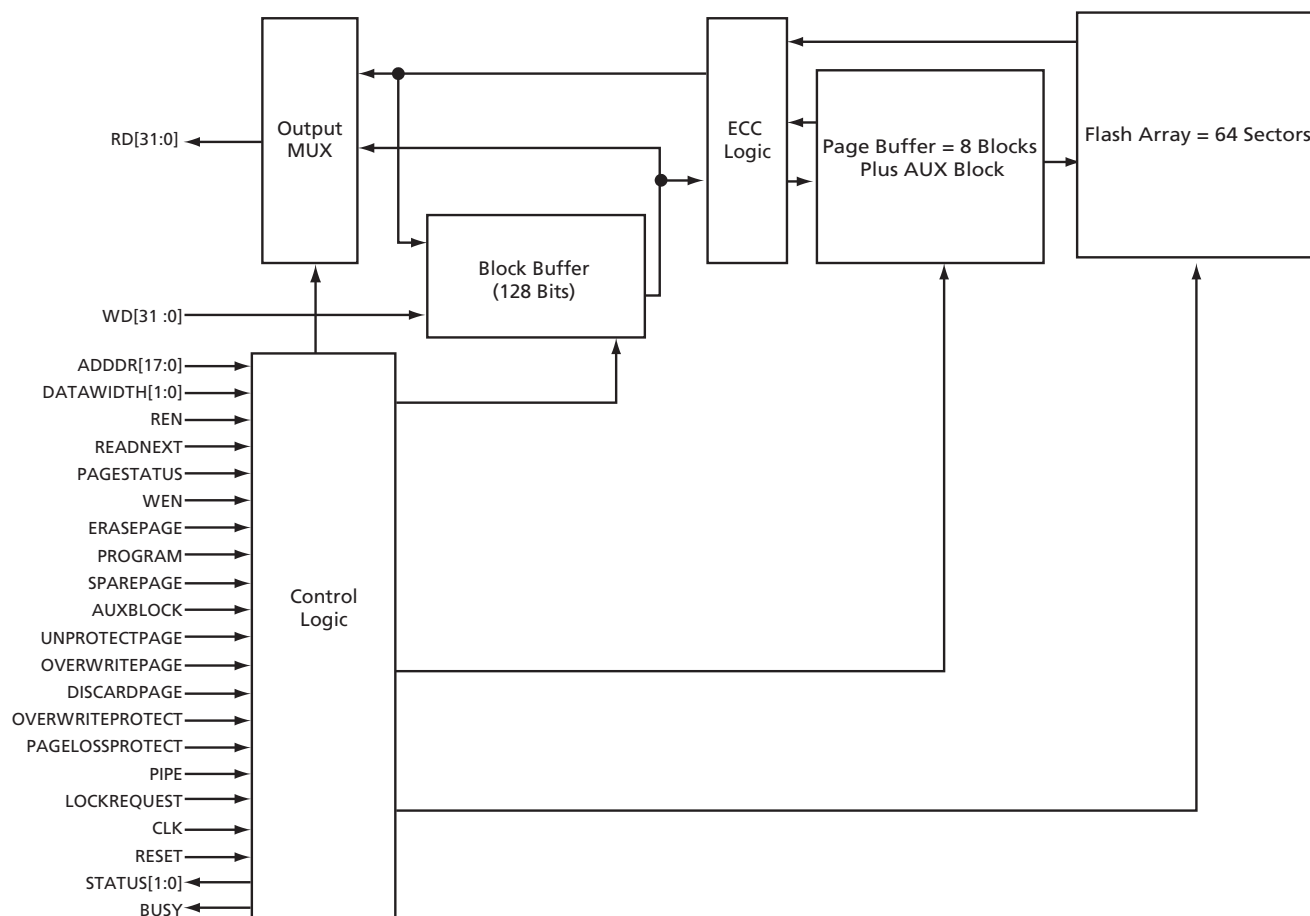 RD[31:0]
Output
MUX
ECC
Logic
Page Buffer = 8 Blocks
Plus AUX Block
Flash Array = 64 Sectors
Block Buffer
(128 Bits)
WD[31 :0]
ADDDR[17:0]
DATAWIDTH[1:0]
REN
READNEXT
PAGESTATUS
WEN
ERASEPAGE
PROGRAM
SPAREPAGE
AUXBLOCK
UNPROTECTPAGE
OVERWRITEPAGE
DISCARDPAGE
OVERWRITEPROTECT
PAGELOSSPROTECT
PIPE
LOCKREQUEST
CLK
RESET
STATUS[1:0]
BUSY
Control
Logic